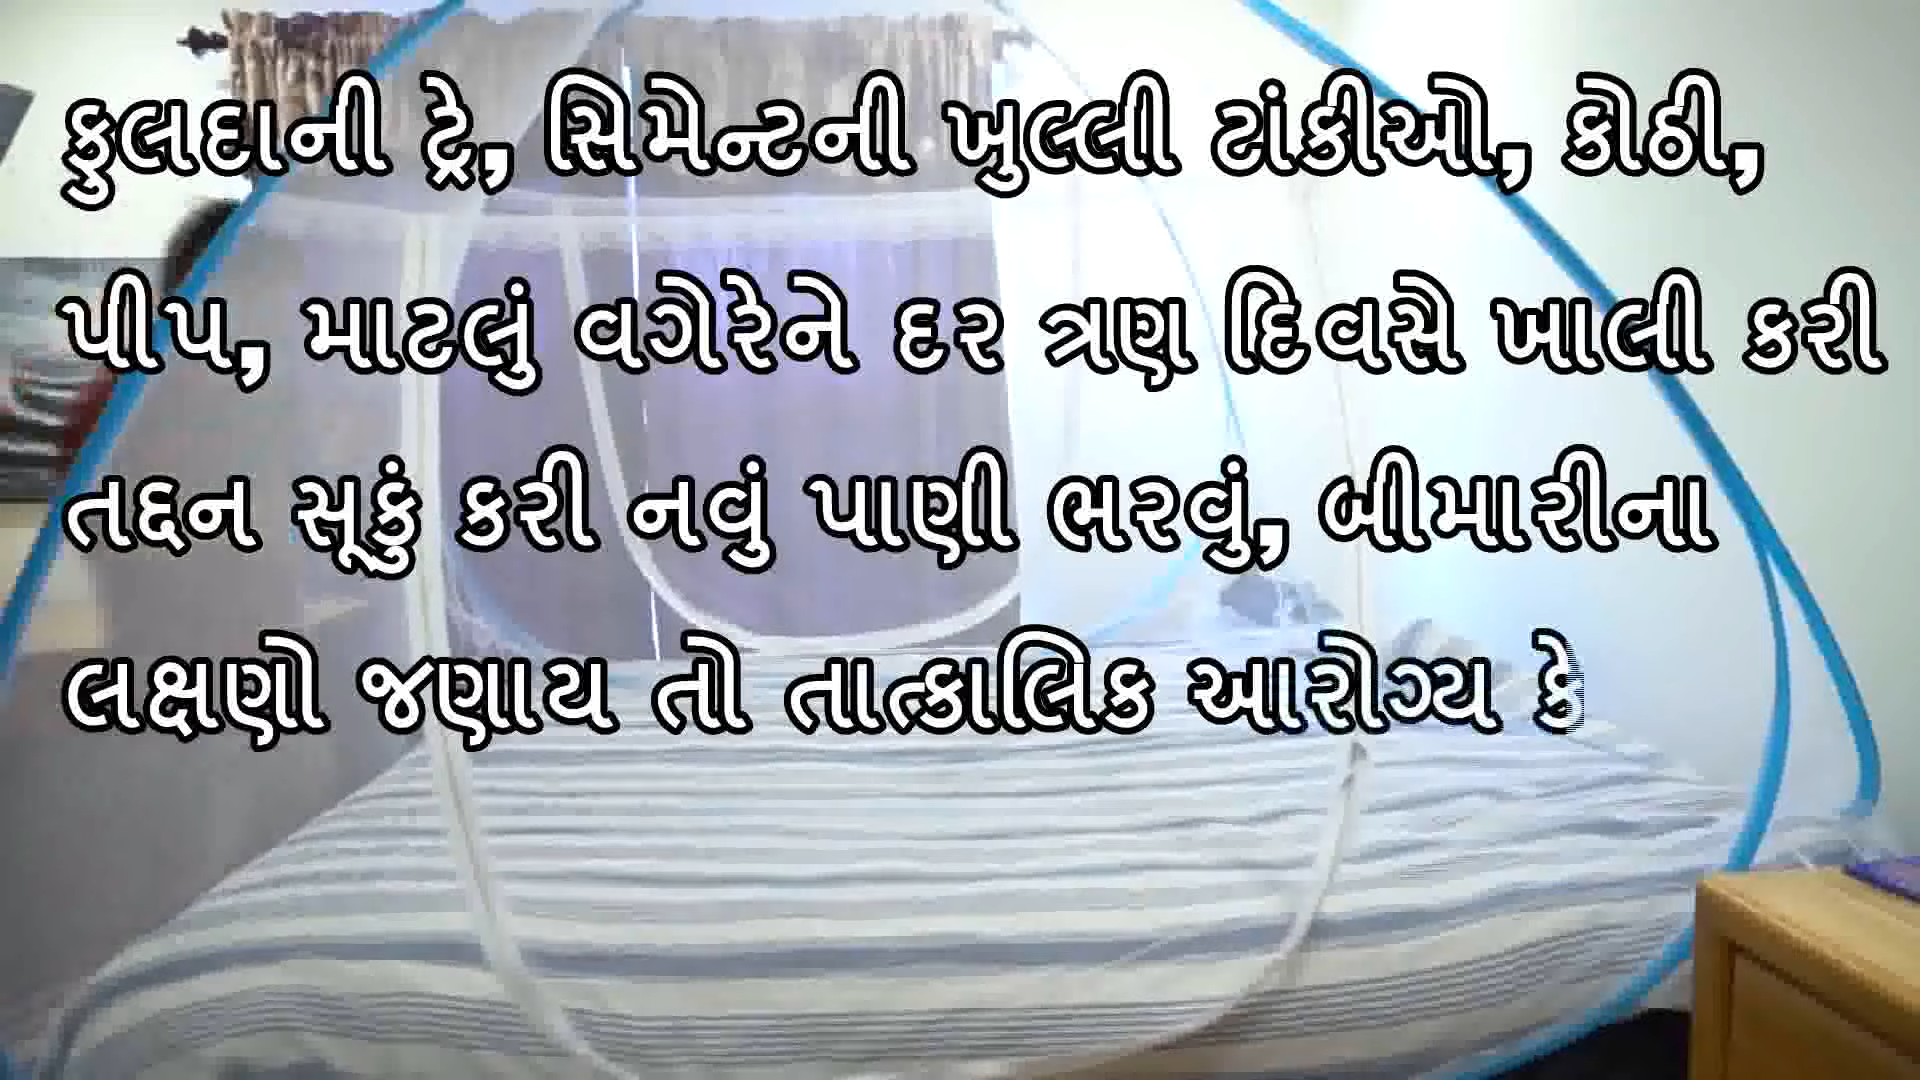 ફુલદાની ટ્રે, સિમેન્ટની ખુલ્લી ટાંકીઓ, કોઠી,
પીપ, માટલું વગેરેને દર ત્રણ દિવસે ખાલી કરી
તદ્દન સૂકું કરી નવું પાણી ભરવું, બીમારીના
લક્ષણો જણાય તો તાત્કાલિક આરોગ્ય કે